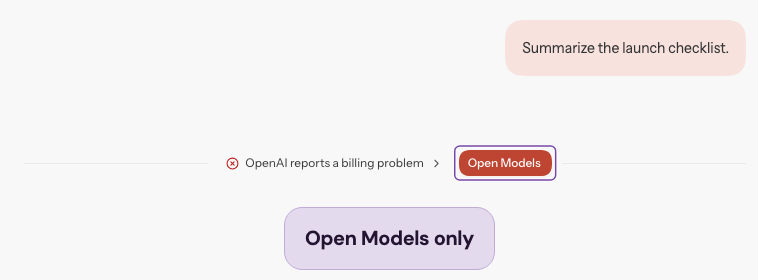 Summarize the launch checklist.
OpenAI reports a billing problem Open Models
Open Models only